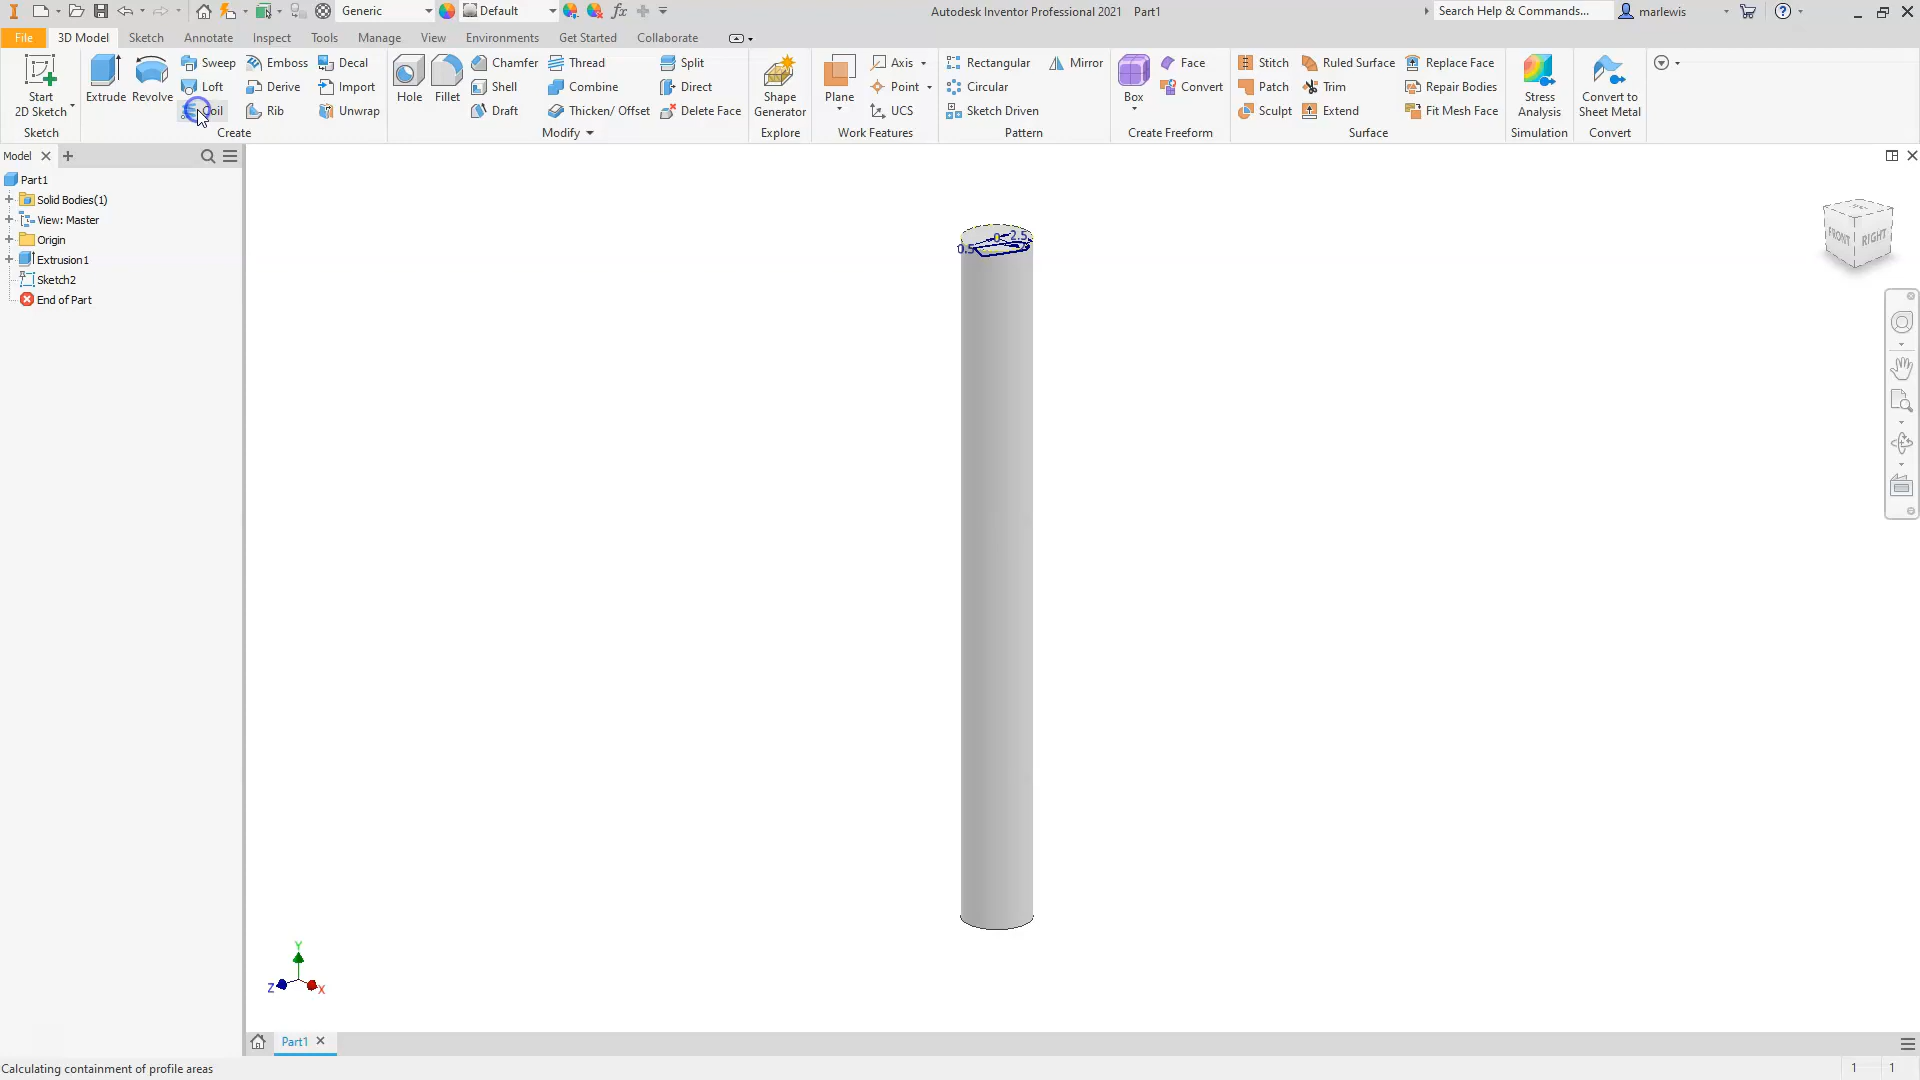 Generic
Default
fx
Autodesk Inventor Professional 2021 Part1
Search Help & Commands...
marlewis
File
3D Model
Sketch
Annotate
Inspect
Tools
Manage
View
Environments
Get Started
Collaborate
Start
2D Sketch
Sketch
Extrude
Revolve
Sweep
Loft
Coil
Emboss
Derive
Rib
Decal
Import
Unwrap
Create
Hole
Fillet
Chamfer
Shell
Draft
Thread
Combine
Thicken/ Offset
Split
Direct
Delete Face
Modify
Shape
Generator
Explore
Plane
Axis
Point
UCS
Work Features
Rectangular
Circular
Sketch Driven
Mirror
Pattern
Box
Face
Convert
Create Freeform
Stitch
Patch
Sculpt
Ruled Surface
Trim
Extend
Replace Face
Repair Bodies
Fit Mesh Face
Surface
Stress
Analysis
Simulation
Convert to
Sheet Metal
Convert
Model
Part1
Solid Bodies(1)
View: Master
Origin
Extrusion1
Sketch2
End of Part
2.5
0.5
FRONT
RIGHT
Y
Z
X
Part1
Calculating containment of profile areas
1
1